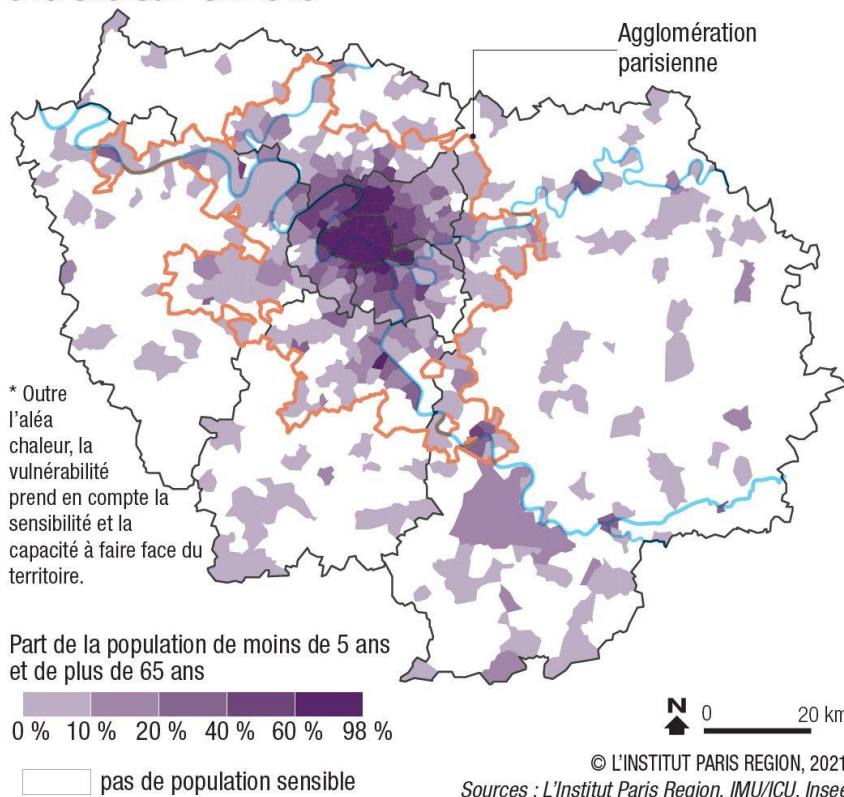 Agglomération
parisienne
* Outre
l'aléa
chaleur, la
vulnérabilité
prend en compte la
sensibilité et la
capacité à faire face du
territoire.
Part de la population de moins de 5 ans
et de plus de 65 ans
0 % 10 % 20 % 40 % 60 % 98 %
pas de population sensible
N 0 20 km
© L'INSTITUT PARIS REGION, 2021
Sources : L'Institut Paris Region, IMU/ICU, Insee